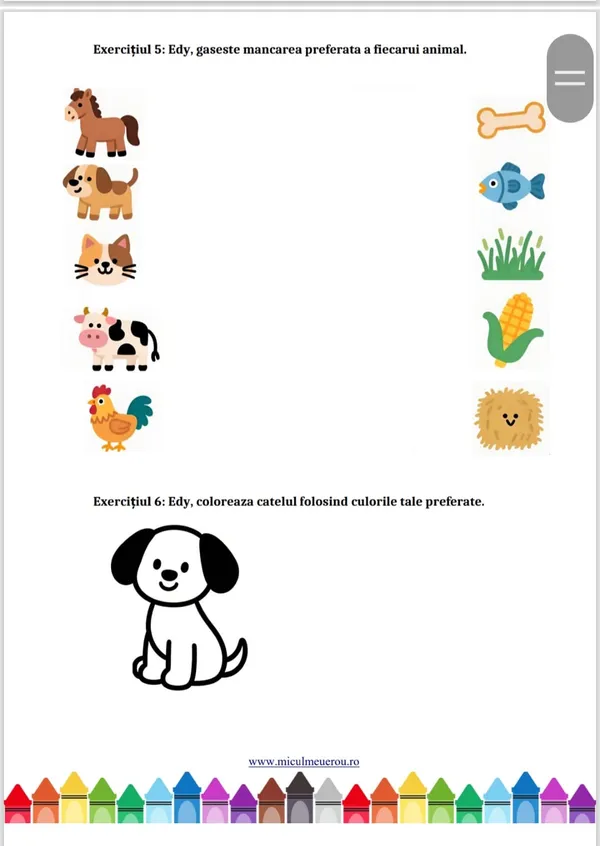 Exercițiul 5: Edy, gaseste mancarea preferata a fiecarui animal.
Exercițiul 6: Edy, coloreaza catelul folosind culorile tale preferate.
www.miculmeuerou.ro